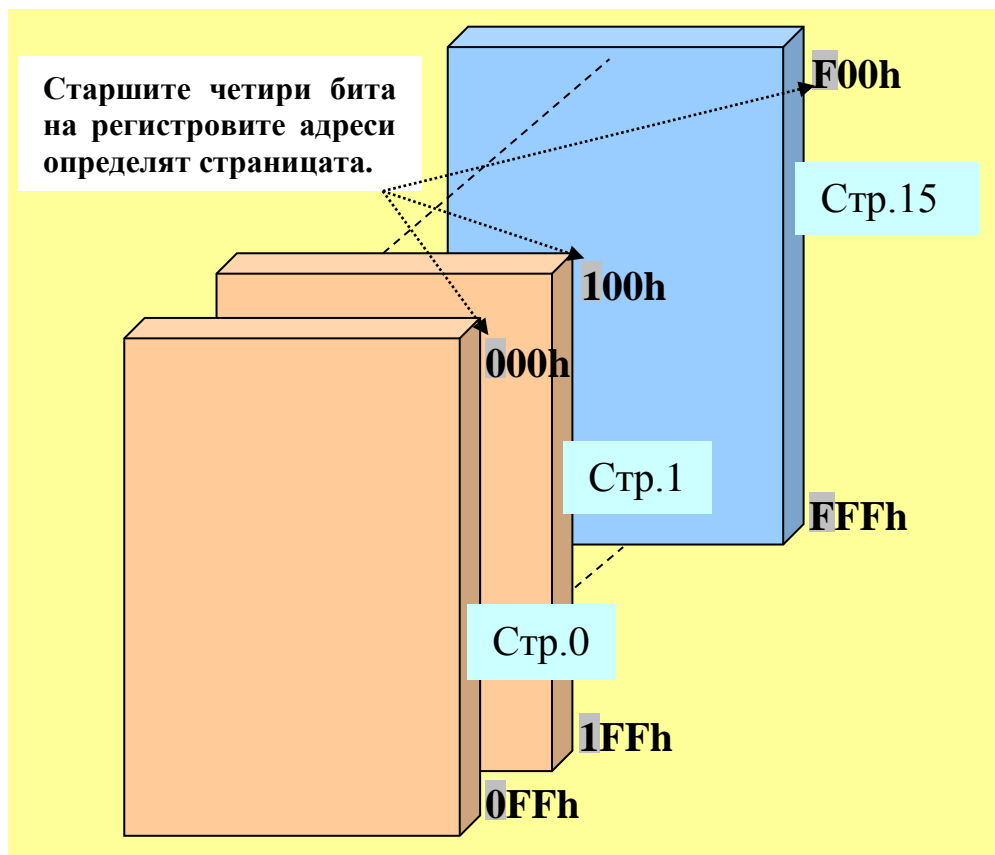 Старшите четири бита
на регистровите адреси
определят страницата.
F00h
Стр.15
100h
000h
Стр.1
FFFh
Стр.0
1FFh
0FFh